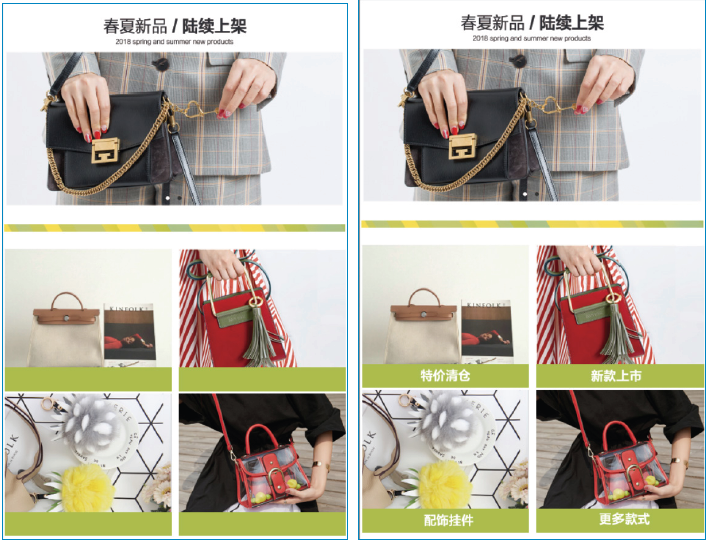 春夏新品 / 陆续上架
2018 spring and summer new products
KINFOLK
春夏新品 / 陆续上架
2018 spring and summer new products
KINFOLK
特价清仓
新款上市
配饰挂件
更多款式